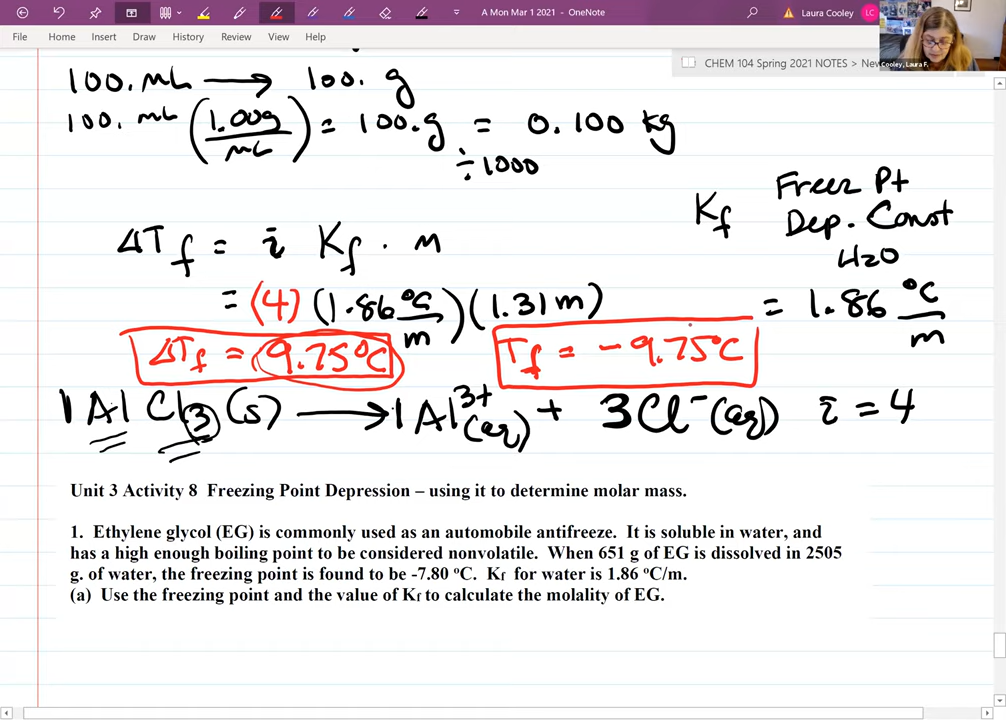 A Mon Mar 1 2021 - OneNote
Laura Cooley
LC
File Home Insert Draw History Review View Help
CHEM 104 Spring 2021 NOTES > New
Cooley, Laura F.
100. mL → 100. g
100. mL (1.00g / mL) = 100. g = 0.100 kg
÷1000
Kf Freez Pt
Dep. Const
H2O
= 1.86 °C/m
ΔTf = i Kf · m
= (4) (1.86 °C/m) (1.31 m)
ΔTf = 9.75°C Tf = -9.75°C
1 AlCl3 (s) → 1 Al3+ (aq) + 3Cl- (aq) i = 4
Unit 3 Activity 8 Freezing Point Depression – using it to determine molar mass.
1. Ethylene glycol (EG) is commonly used as an automobile antifreeze. It is soluble in water, and
has a high enough boiling point to be considered nonvolatile. When 651 g of EG is dissolved in 2505
g. of water, the freezing point is found to be -7.80 °C. Kf for water is 1.86 °C/m.
(a) Use the freezing point and the value of Kf to calculate the molality of EG.